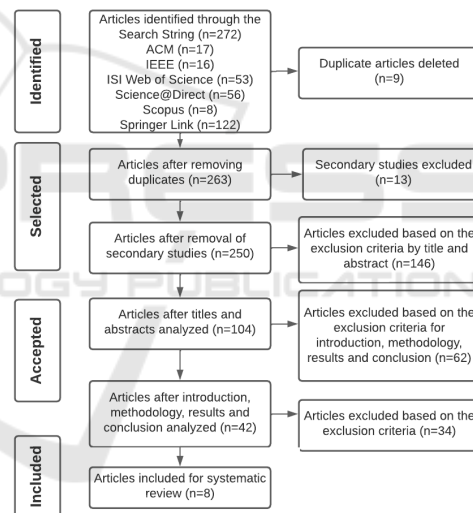 Identified
Articles identified through the
Search String (n=272)
ACM (n=17)
IEEE (n=16)
ISI Web of Science (n=53)
Science@Direct (n=56)
Scopus (n=8)
Springer Link (n=122)
Duplicate articles deleted
(n=9)
Selected
Articles after removing
duplicates (n=263)
Secondary studies excluded
(n=13)
Articles after removal of
secondary studies (n=250)
Articles excluded based on the
exclusion criteria by title and
abstract (n=146)
Accepted
Articles after titles and
abstracts analyzed (n=104)
Articles excluded based on the
exclusion criteria for
introduction, methodology,
results and conclusion (n=62)
Articles after introduction,
methodology, results and
conclusion analyzed (n=42)
Articles excluded based on the
exclusion criteria (n=34)
Included
Articles included for systematic
review (n=8)
PRESS
OGY PUBLICATION